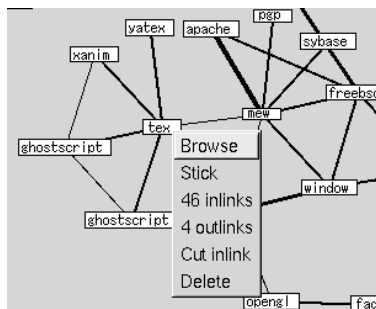 pgp
yatex
apache
sybase
xanim
freebso
mew
tex
ghostscript
Browse
Stick
window
46 inlinks
ghostscript
4 outlinks
Cut inlink
Delete
opengl
fac